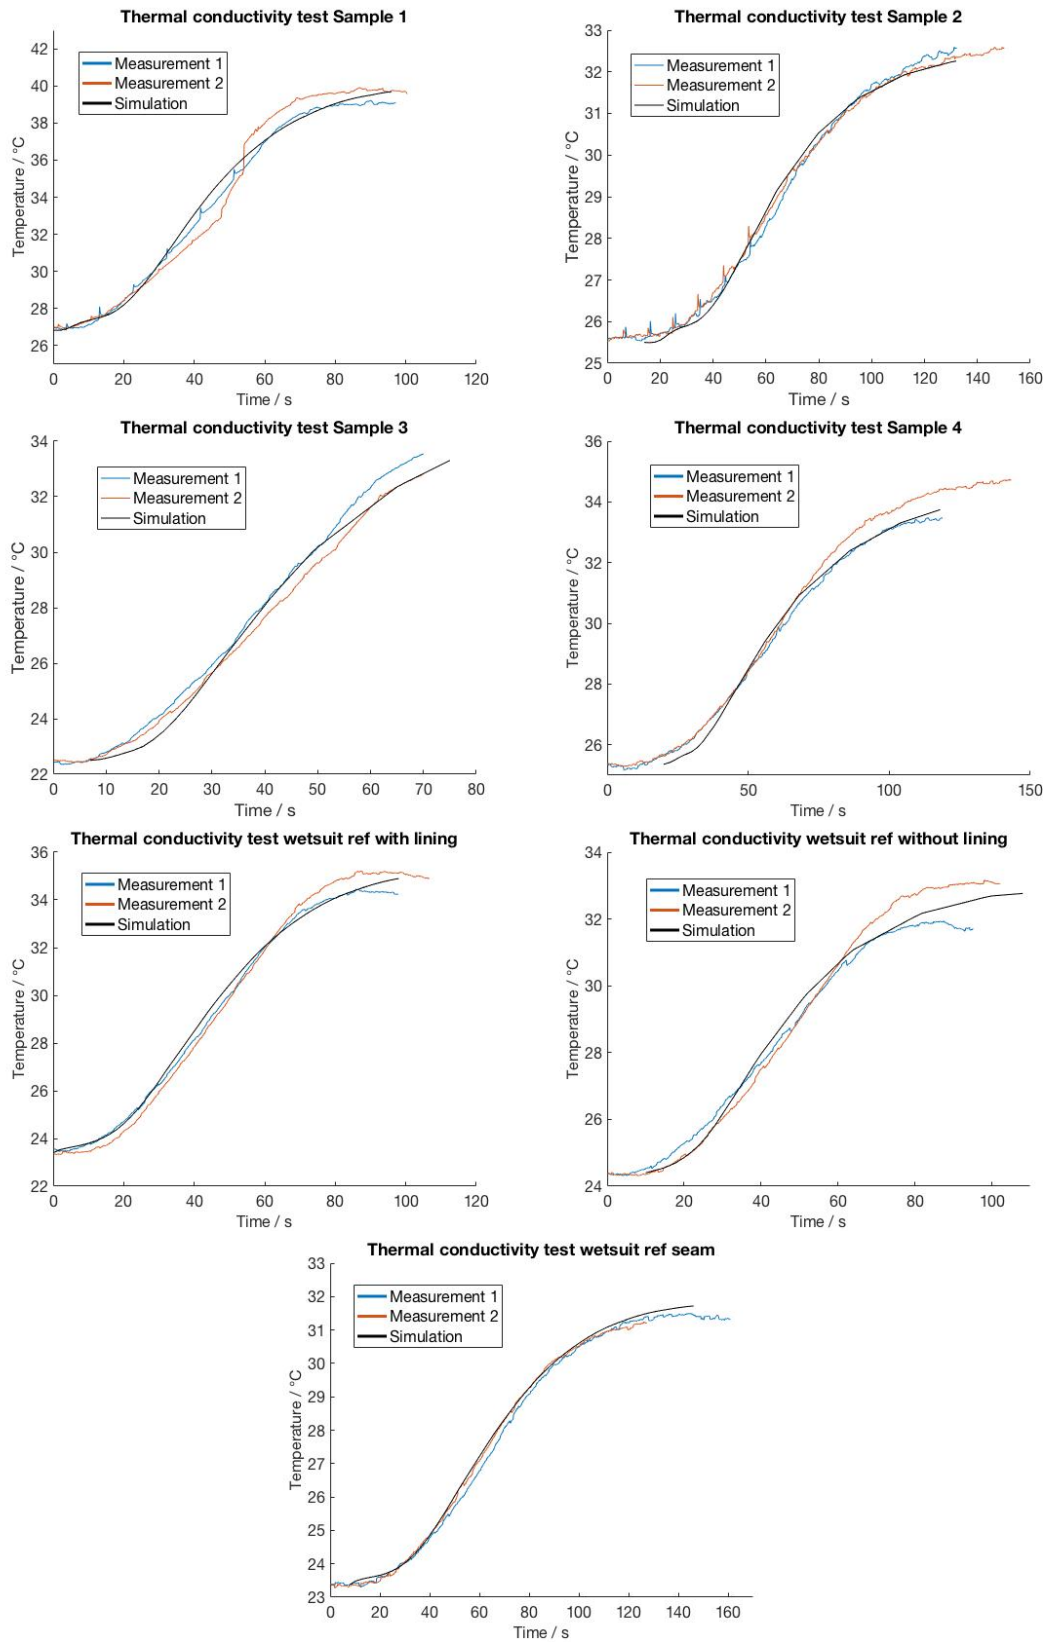 Thermal conductivity test Sample 1
Temperature / °C
42
40
38
36
34
32
30
28
26
Measurement 1
Measurement 2
Simulation
0 20 40 60 80 100 120
Time / s
Thermal conductivity test Sample 2
Temperature / °C
33
32
31
30
29
28
27
26
25
Measurement 1
Measurement 2
Simulation
0 20 40 60 80 100 120 140 160
Time / s
Thermal conductivity test Sample 3
Temperature / °C
34
32
30
28
26
24
22
Measurement 1
Measurement 2
Simulation
0 10 20 30 40 50 60 70 80
Time / s
Thermal conductivity test Sample 4
Temperature / °C
36
34
32
30
28
26
Measurement 1
Measurement 2
Simulation
0 50 100 150
Time / s
Thermal conductivity test wetsuit ref with lining
Temperature / °C
36
34
32
30
28
26
24
22
Measurement 1
Measurement 2
Simulation
0 20 40 60 80 100 120
Time / s
Thermal conductivity wetsuit ref without lining
Temperature / °C
34
32
30
28
26
24
Measurement 1
Measurement 2
Simulation
0 20 40 60 80 100
Time / s
Thermal conductivity test wetsuit ref seam
Temperature / °C
33
32
31
30
29
28
27
26
25
24
23
Measurement 1
Measurement 2
Simulation
0 20 40 60 80 100 120 140 160
Time / s